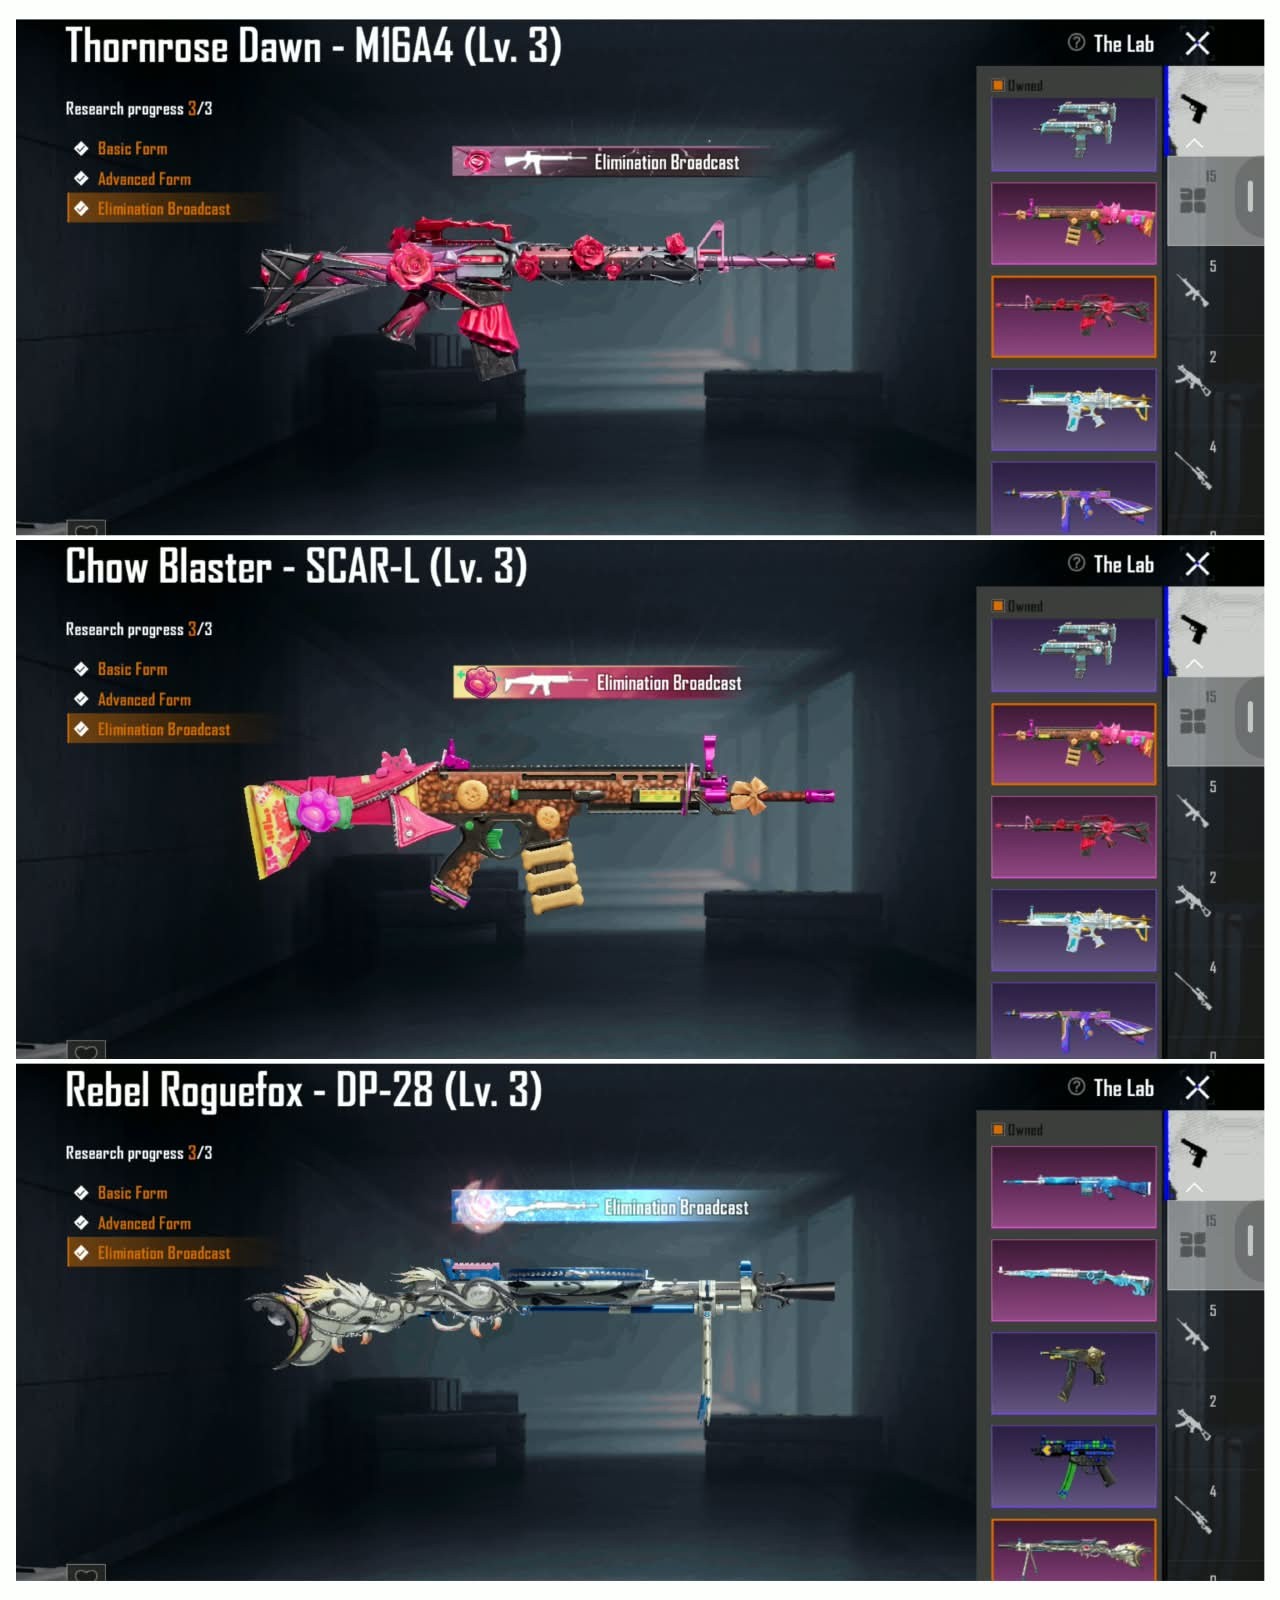 Thornrose Dawn - M16A4 (Lv. 3)
The Lab
Research progress 3/3
Owned
Basic Form
Advanced Form
Elimination Broadcast
Elimination Broadcast
15
5
2
4
Chow Blaster - SCAR-L (Lv. 3)
The Lab
Research progress 3/3
Owned
Basic Form
Advanced Form
Elimination Broadcast
Elimination Broadcast
15
5
2
4
Rebel Roguefox - DP-28 (Lv. 3)
The Lab
Research progress 3/3
Owned
Basic Form
Advanced Form
Elimination Broadcast
Elimination Broadcast
15
5
2
4